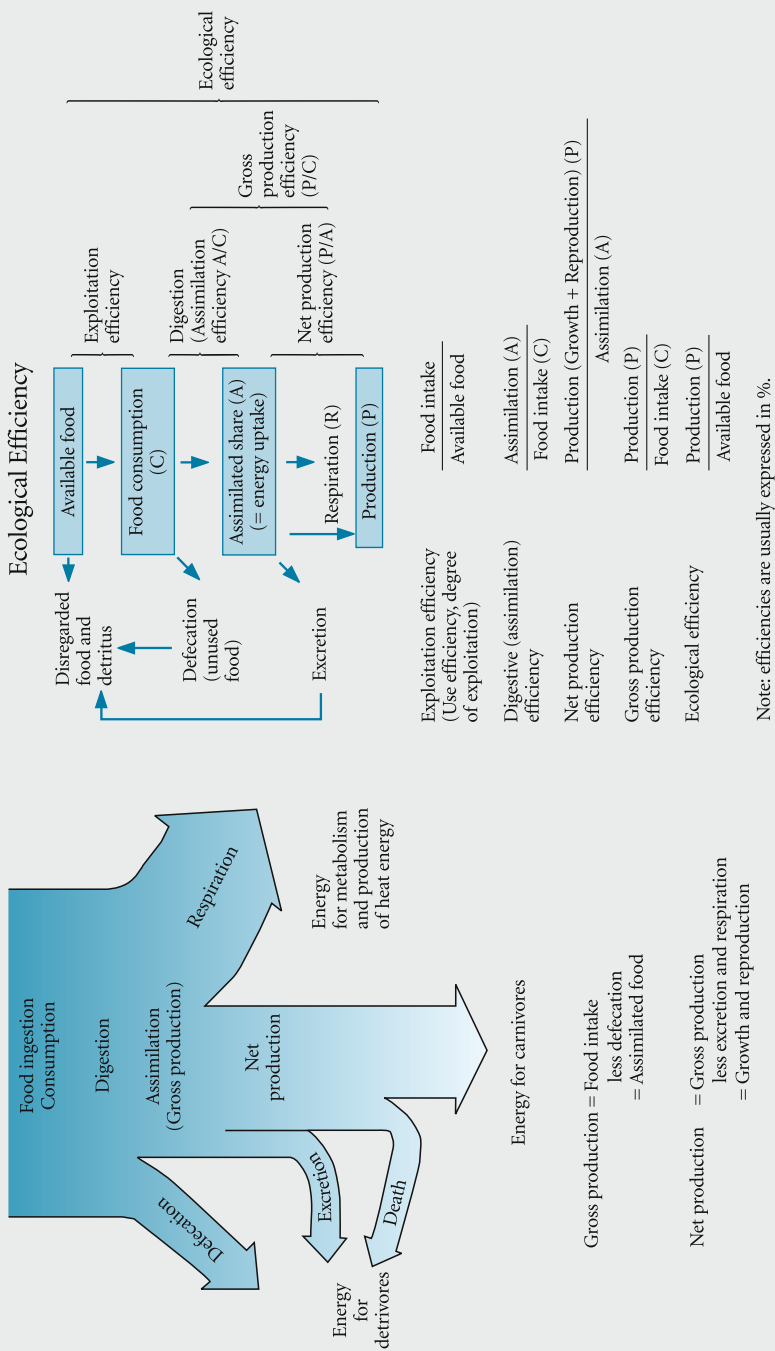 Food ingestion
Consumption
Digestion
Assimilation
(Gross production)
Net
production
Defecation
Excretion
Death
Respiration
Energy
for
detrivores
Energy
for metabolism
and production
of heat energy
Energy for carnivores
Gross production = Food intake
less defecation
= Assimilated food
Net production = Gross production
less excretion and respiration
= Growth and reproduction
Ecological Efficiency
Disregarded
food and
detritus
Defecation
(unused
food)
Excretion
Available food
Food consumption
(C)
Assimilated share (A)
(= energy uptake)
Respiration (R)
Production (P)
Exploitation
efficiency
Digestion
(Assimilation
efficiency A/C)
Net production
efficiency (P/A)
Gross
production
efficiency
(P/C)
Ecological
efficiency
Exploitation efficiency
(Use efficiency, degree
of exploitation)
Food intake
Available food
Digestive (assimilation)
efficiency
Assimilation (A)
Food intake (C)
Net production
efficiency
Production (Growth + Reproduction) (P)
Assimilation (A)
Gross production
efficiency
Production (P)
Food intake (C)
Ecological efficiency
Production (P)
Available food
Note: efficiencies are usually expressed in %.